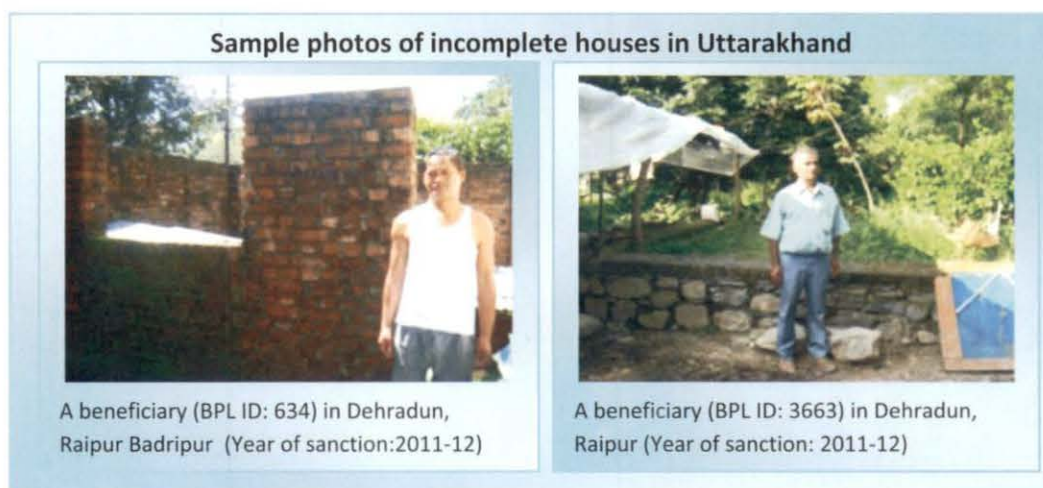 Sample photos of incomplete houses in Uttarakhand
A beneficiary (BPL ID: 634) in Dehradun,
Raipur Badripur (Year of sanction:2011-12)
A beneficiary (BPL ID: 3663) in Dehradun,
Raipur (Year of sanction: 2011-12)